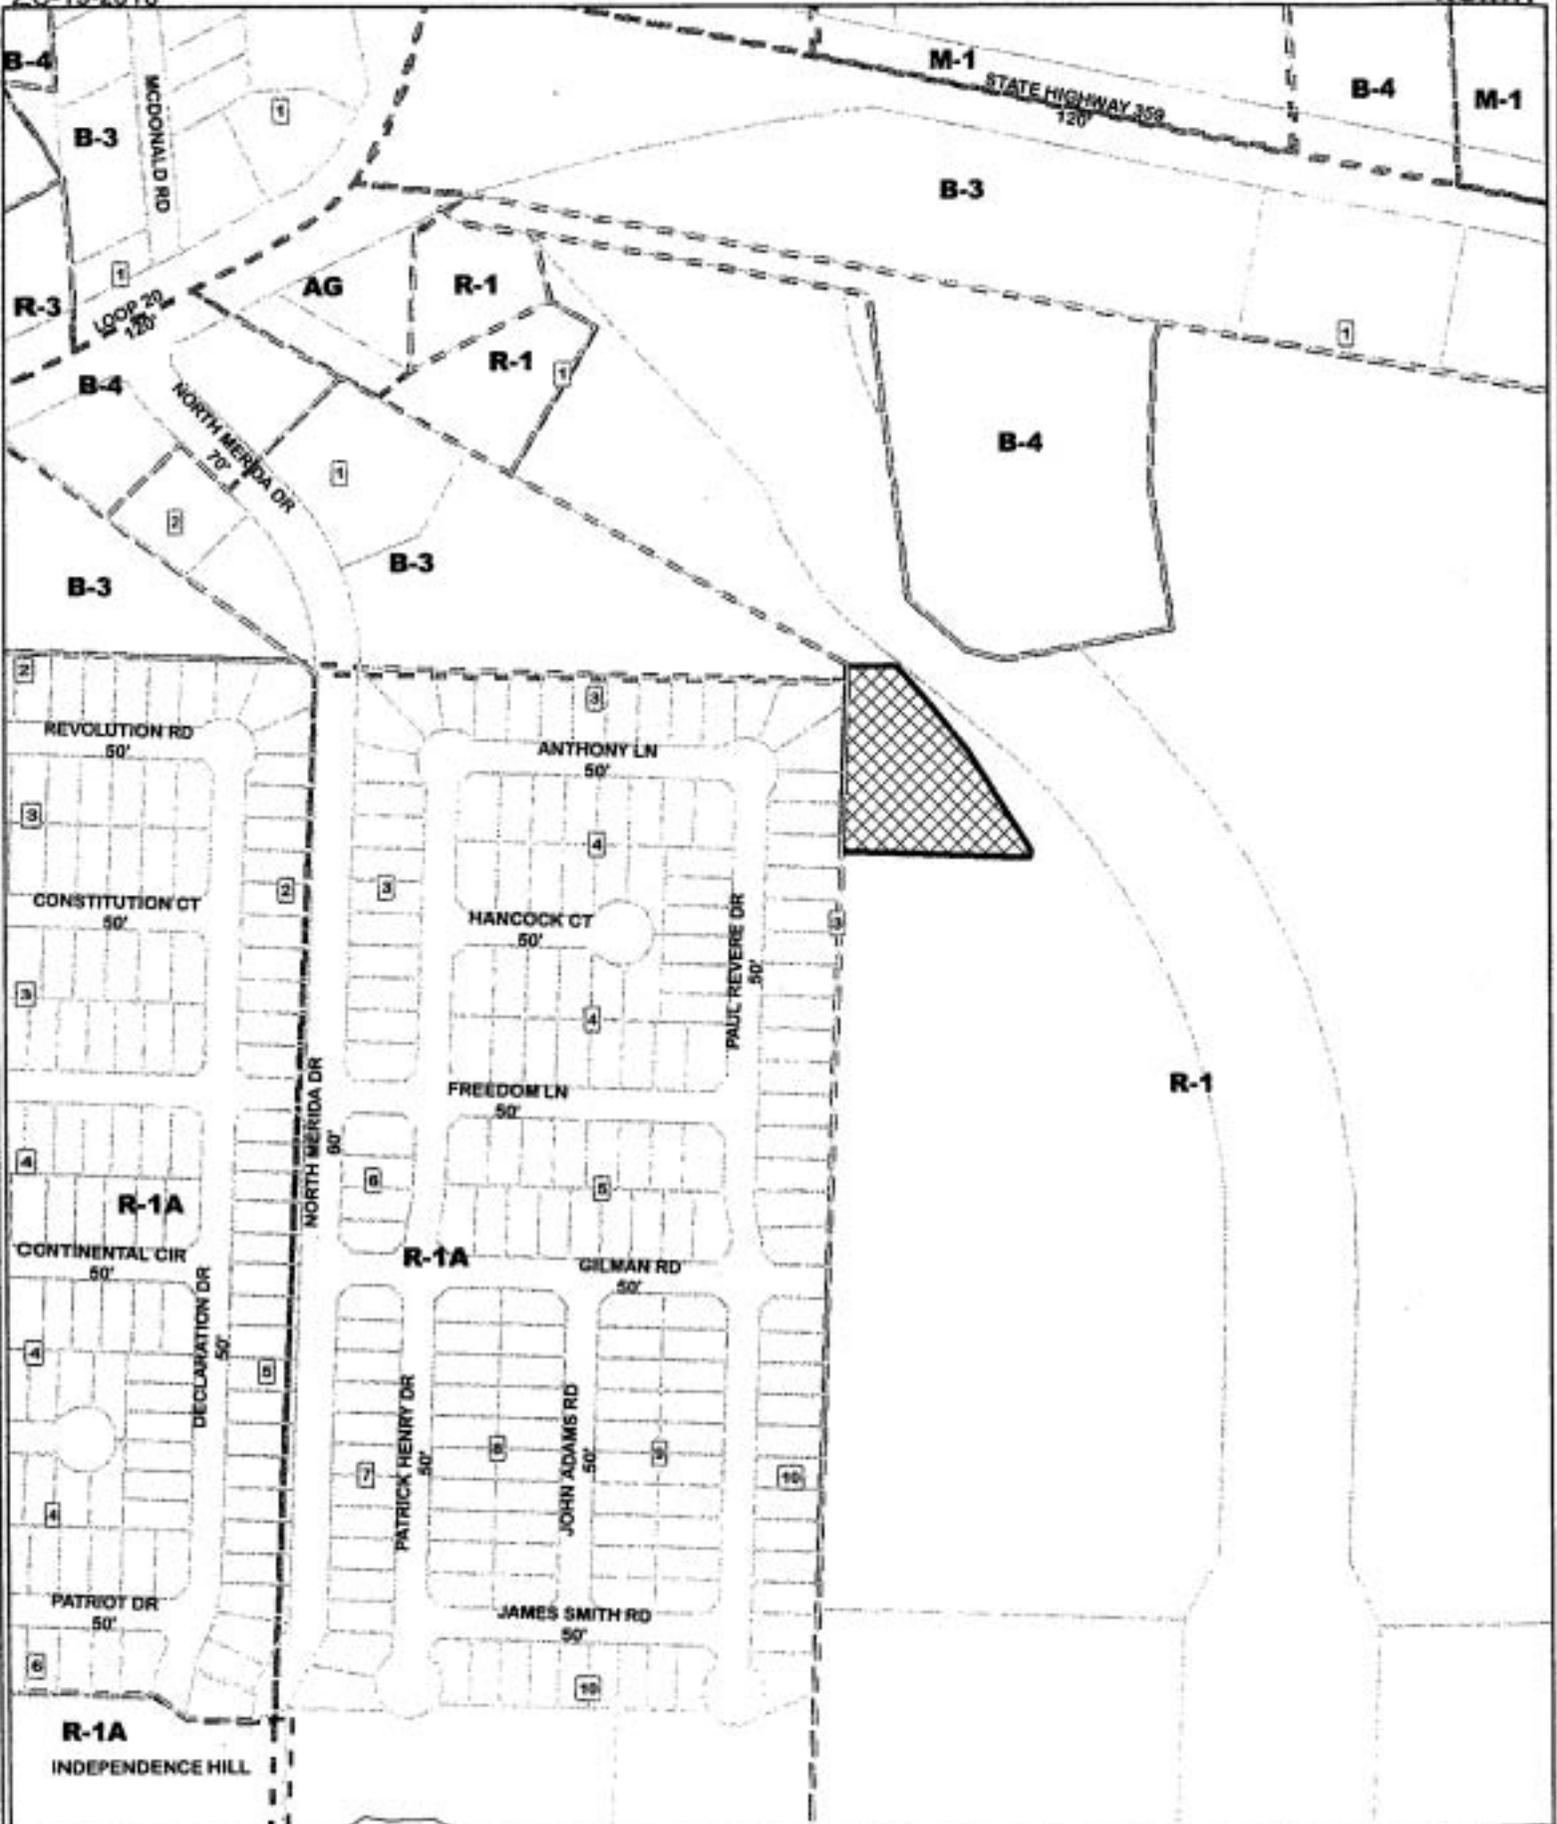 B-4
M-1
STATE HIGHWAY 359
120'
B-4
M-1
MCDONALD RD
1
B-3
B-3
1
R-3
LOOP 20
120'
AG
R-1
1
R-1
1
B-4
NORTH MERIDA DR
70'
B-4
1
2
B-3
B-3
2
3
REVOLUTION RD
50'
ANTHONY LN
50'
3
4
2
3
CONSTITUTION CT
50'
HANCOCK CT
50'
PAUL REVERE DR
50'
3
3
4
NORTH MERIDA DR
60'
FREEDOM LN
50'
R-1
4
6
5
R-1A
CONTINENTAL CIR
50'
R-1A
GILMAN RD
50'
DECLARATION DR
50'
4
5
PATRICK HENRY DR
50'
JOHN ADAMS RD
50'
7
8
9
10
4
PATRIOT DR
50'
JAMES SMITH RD
50'
6
10
R-1A
INDEPENDENCE HILL